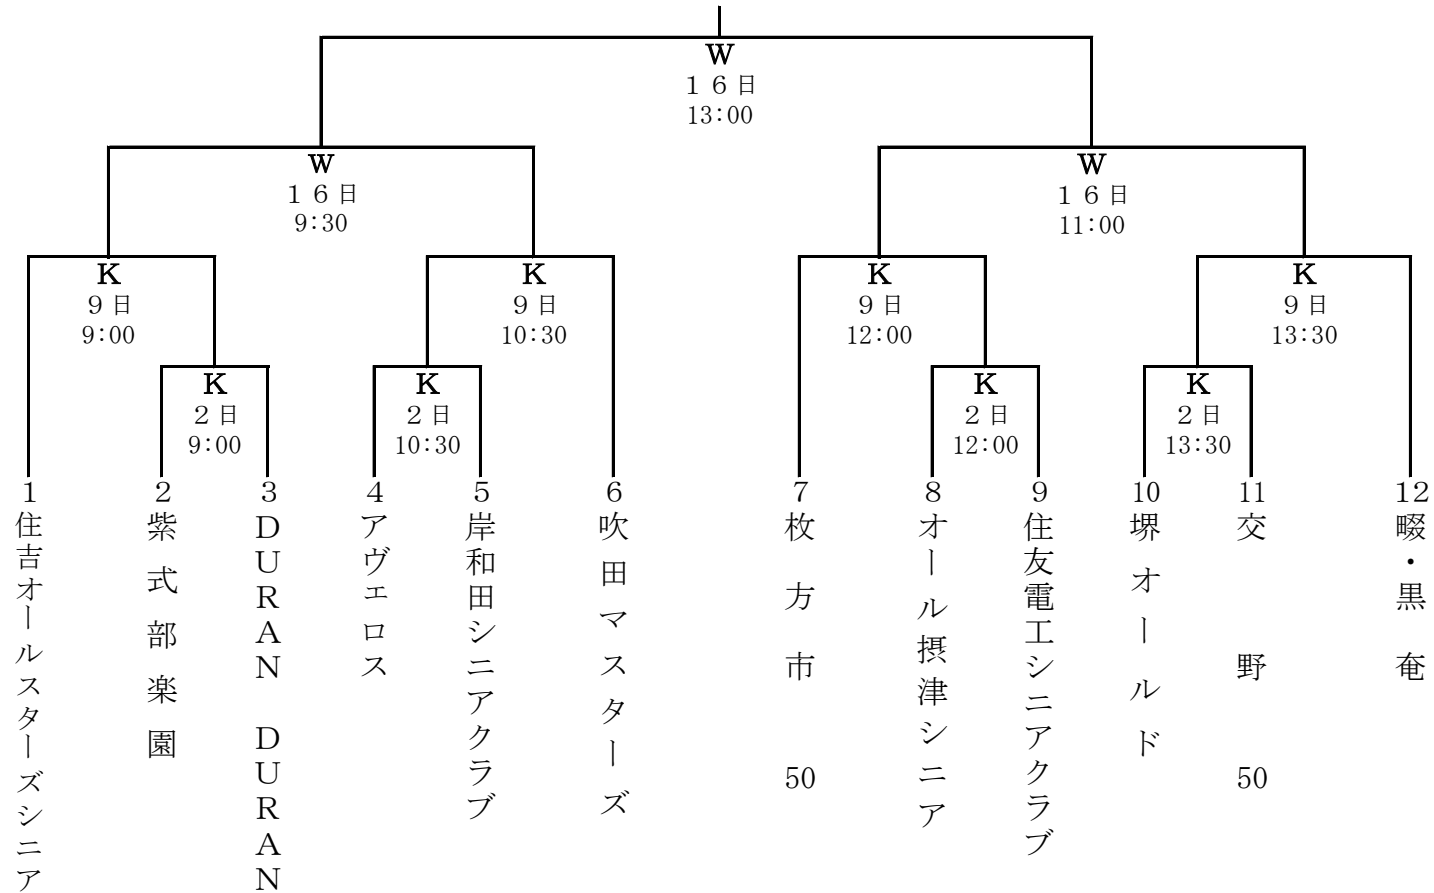 W
１６日
13:00
W
１６日
9:30
W
１６日
11:00
K
９日
9:00
K
９日
10:30
K
９日
12:00
K
９日
13:30
K
２日
9:00
K
２日
10:30
K
２日
12:00
K
２日
13:30
1
住吉オールスターズシニア
2
紫式部楽園
3
ＤＵＲＡＮ　ＤＵＲＡＮ
4
アヴェロス
5
岸和田シニアクラブ
6
吹田マスターズ
7
枚方市50
8
オール摂津シニア
9
住友電工シニアクラブ
10
堺オールド
11
交野50
12
畷・黒奄